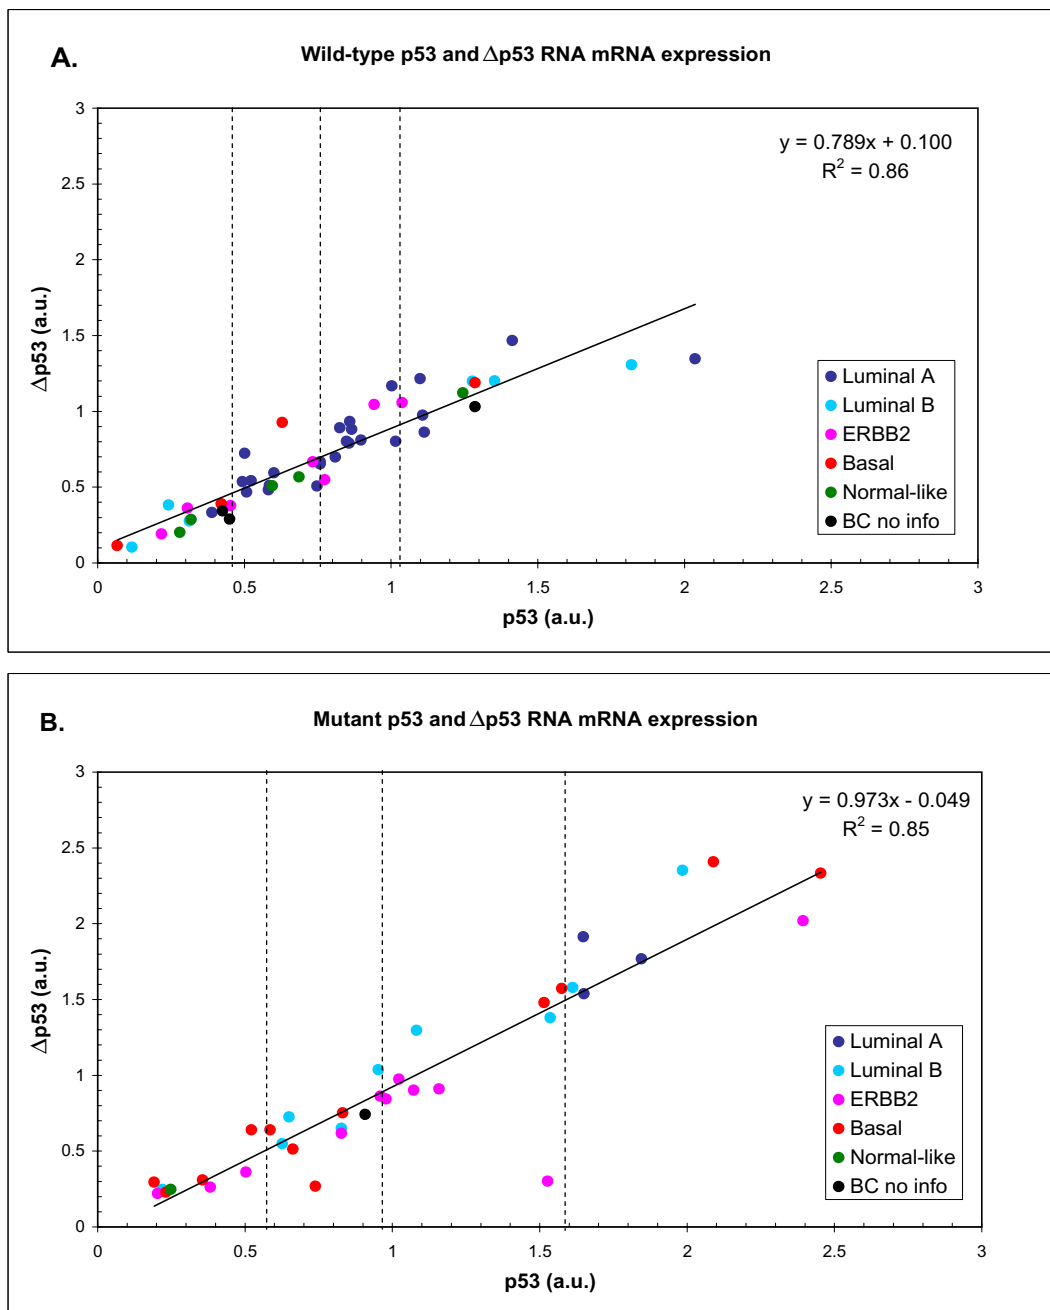 A.
Wild-type p53 and Δp53 RNA mRNA expression
y = 0.789x + 0.100
R² = 0.86
3
2.5
2
1.5
1
0.5
0
Δp53 (a.u.)
Luminal A
Luminal B
ERBB2
Basal
Normal-like
BC no info
0 0.5 1 1.5 2 2.5 3
p53 (a.u.)
B.
Mutant p53 and Δp53 RNA mRNA expression
y = 0.973x - 0.049
R² = 0.85
3
2.5
2
1.5
1
0.5
0
Δp53 (a.u.)
Luminal A
Luminal B
ERBB2
Basal
Normal-like
BC no info
0 0.5 1 1.5 2 2.5 3
p53 (a.u.)